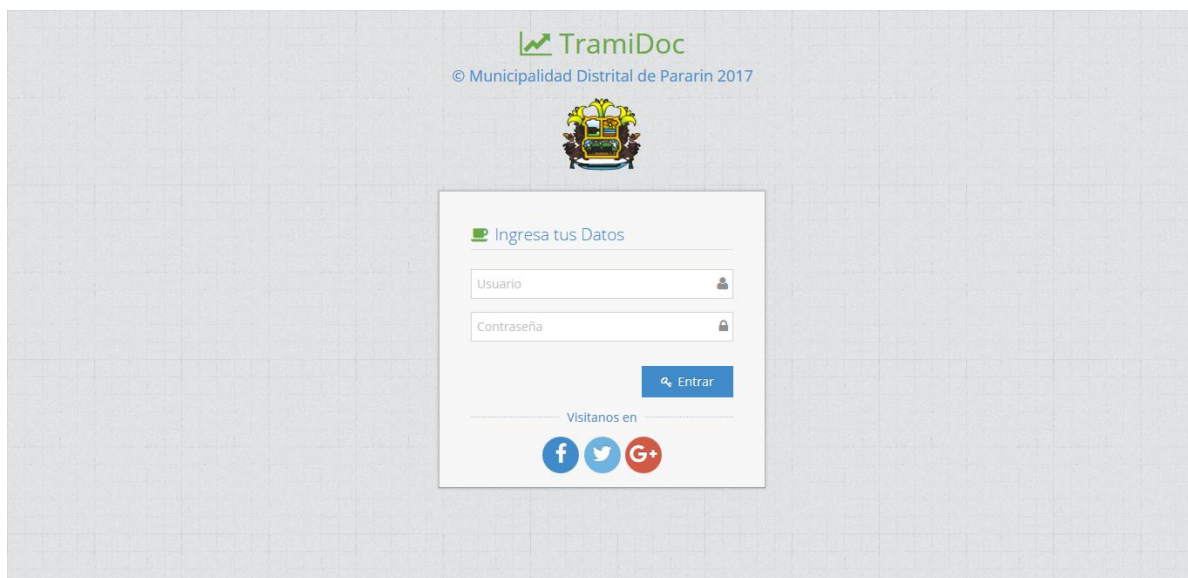 TramiDoc
© Municipalidad Distrital de Pararin 2017
Ingresa tus Datos
Usuario
Contraseña
Entrar
Visitanos en
f
G+